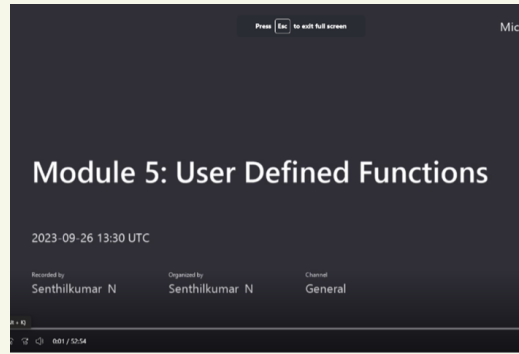 Press Esc to exit full screen
Mic
Module 5: User Defined Functions
2023-09-26 13:30 UTC
Recorded by Organized by Channel
Senthilkumar N Senthilkumar N General
0:01 / 52:54